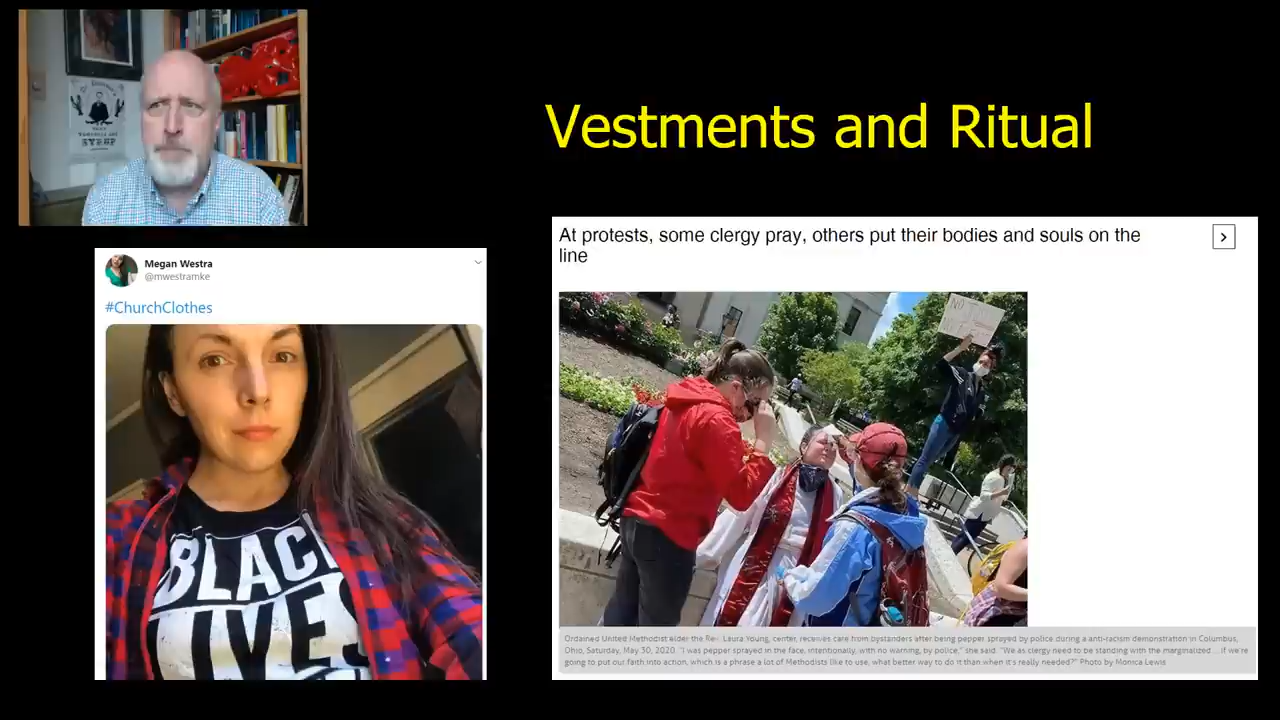 Vestments and Ritual
SYRUP
Megan Westra
@mwestramke
#ChurchClothes
BLACK
LIVES
At protests, some clergy pray, others put their bodies and souls on the
line
NO
Ordained United Methodist elder the Rev. Laura Young, center, receives care from bystanders after being pepper sprayed by police during a anti-racism demonstration in Columbus,
Ohio, Saturday, May 30, 2020. "I was pepper sprayed in the face, intentionally, with no warning, by police," she said. "We as clergy need to be standing with the marginalized ... if we're
going to put our faith into action, which is a phrase a lot of Methodists like to use, what better way to do it than when it's really needed?" Photo by Monica Lewis